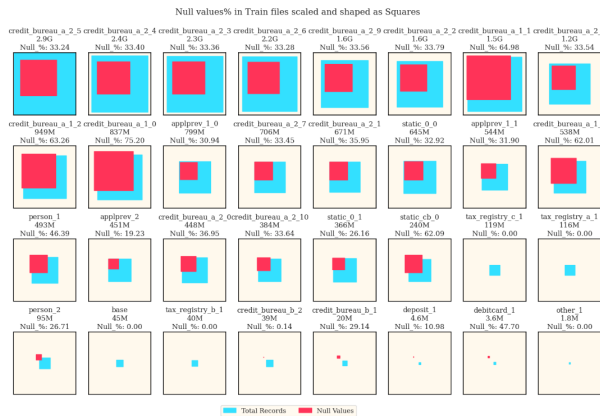 Null values% in Train files scaled and shaped as Squares
credit_bureau_a_2_5
2.9G
Null_%: 33.24
credit_bureau_a_2_4
2.4G
Null_%: 33.40
credit_bureau_a_2_3
2.3G
Null_%: 33.36
credit_bureau_a_2_6
2.2G
Null_%: 33.28
credit_bureau_a_2_9
1.6G
Null_%: 33.56
credit_bureau_a_2_2
1.6G
Null_%: 33.79
credit_bureau_a_1_1
1.5G
Null_%: 64.98
credit_bureau_a_2_
1.2G
Null_%: 33.54
credit_bureau_a_1_2
949M
Null_%: 63.26
credit_bureau_a_1_0
837M
Null_%: 75.20
applprev_1_0
799M
Null_%: 30.94
credit_bureau_a_2_7
706M
Null_%: 33.45
credit_bureau_a_2_1
671M
Null_%: 35.95
static_0_0
645M
Null_%: 32.92
applprev_1_1
544M
Null_%: 31.90
credit_bureau_a_1_
538M
Null_%: 62.01
person_1
493M
Null_%: 46.39
applprev_2
451M
Null_%: 19.23
credit_bureau_a_2_0
448M
Null_%: 36.95
credit_bureau_a_2_10
384M
Null_%: 33.64
static_0_1
366M
Null_%: 26.16
static_cb_0
240M
Null_%: 62.09
tax_registry_c_1
119M
Null_%: 0.00
tax_registry_a_1
116M
Null_%: 0.00
person_2
95M
Null_%: 26.71
base
45M
Null_%: 0.00
tax_registry_b_1
40M
Null_%: 0.00
credit_bureau_b_2
39M
Null_%: 0.14
credit_bureau_b_1
20M
Null_%: 29.14
deposit_1
4.6M
Null_%: 10.98
debitcard_1
3.6M
Null_%: 47.70
other_1
1.8M
Null_%: 0.00
Total Records
Null Values